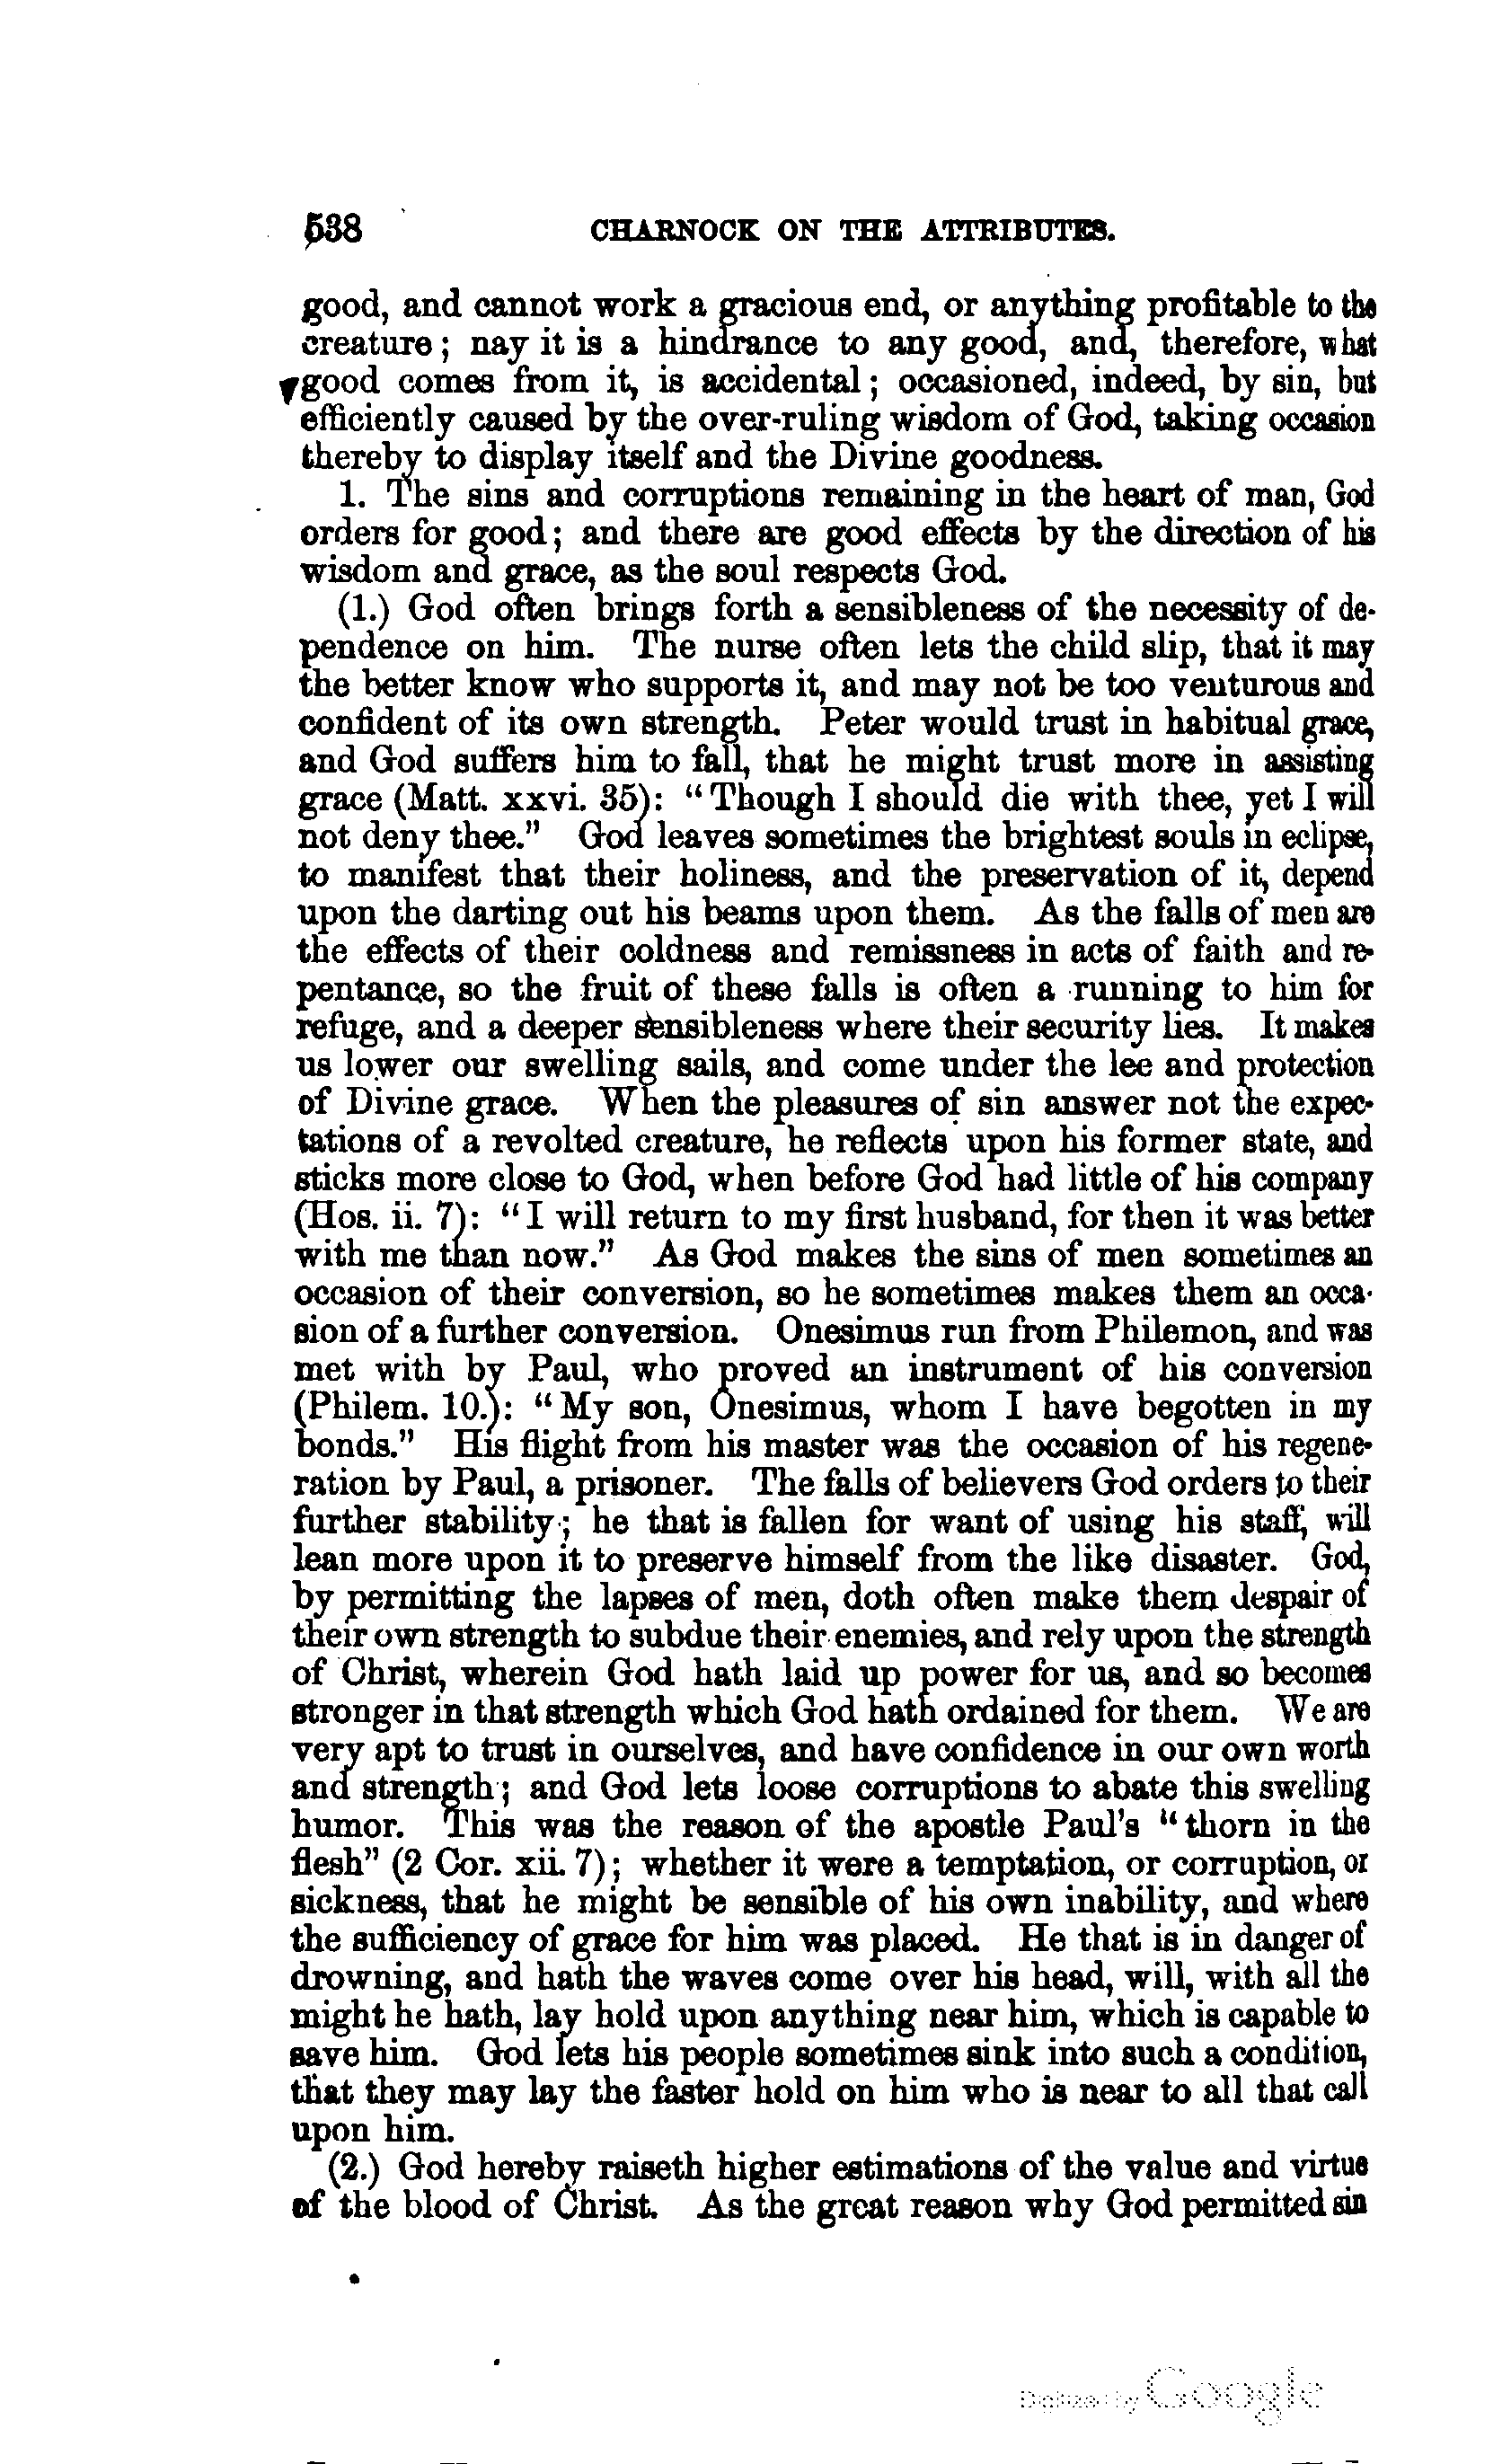 538 CHARNOCK ON THE ATTRIBUTES.
good, and cannot work a gracious end, or anything profitable to the
creature; nay it is a hindrance to any good, and, therefore, what
good comes from it, is accidental; occasioned, indeed, by sin, but
efficiently caused by the over-ruling wisdom of God, taking occasion
thereby to display itself and the Divine goodness.
1. The sins and corruptions remaining in the heart of man, God
orders for good; and there are good effects by the direction of his
wisdom and grace, as the soul respects God.
(1.) God often brings forth a sensibleness of the necessity of de-
pendence on him. The nurse often lets the child slip, that it may
the better know who supports it, and may not be too venturous and
confident of its own strength. Peter would trust in habitual grace,
and God suffers him to fall, that he might trust more in assisting
grace (Matt. xxvi. 35): "Though I should die with thee, yet I will
not deny thee." God leaves sometimes the brightest souls in eclipse,
to manifest that their holiness, and the preservation of it, depend
upon the darting out his beams upon them. As the falls of men are
the effects of their coldness and remissness in acts of faith and re-
pentance, so the fruit of these falls is often a running to him for
refuge, and a deeper sensibleness where their security lies. It makes
us lower our swelling sails, and come under the lee and protection
of Divine grace. When the pleasures of sin answer not the expec-
tations of a revolted creature, he reflects upon his former state, and
sticks more close to God, when before God had little of his company
(Hos. ii. 7): "I will return to my first husband, for then it was better
with me than now." As God makes the sins of men sometimes an
occasion of their conversion, so he sometimes makes them an occa-
sion of a further conversion. Onesimus run from Philemon, and was
met with by Paul, who proved an instrument of his conversion
(Philem. 10.): "My son, Onesimus, whom I have begotten in my
bonds." His flight from his master was the occasion of his regene-
ration by Paul, a prisoner. The falls of believers God orders to their
further stability; he that is fallen for want of using his staff, will
lean more upon it to preserve himself from the like disaster. God,
by permitting the lapses of men, doth often make them despair of
their own strength to subdue their enemies, and rely upon the strength
of Christ, wherein God hath laid up power for us, and so becomes
stronger in that strength which God hath ordained for them. We are
very apt to trust in ourselves, and have confidence in our own worth
and strength; and God lets loose corruptions to abate this swelling
humor. This was the reason of the apostle Paul's "thorn in the
flesh" (2 Cor. xii. 7); whether it were a temptation, or corruption, or
sickness, that he might be sensible of his own inability, and where
the sufficiency of grace for him was placed. He that is in danger of
drowning, and hath the waves come over his head, will, with all the
might he hath, lay hold upon anything near him, which is capable to
save him. God lets his people sometimes sink into such a condition,
that they may lay the faster hold on him who is near to all that call
upon him.
(2.) God hereby raiseth higher estimations of the value and virtue
of the blood of Christ. As the great reason why God permitted sin
Digitized by Google